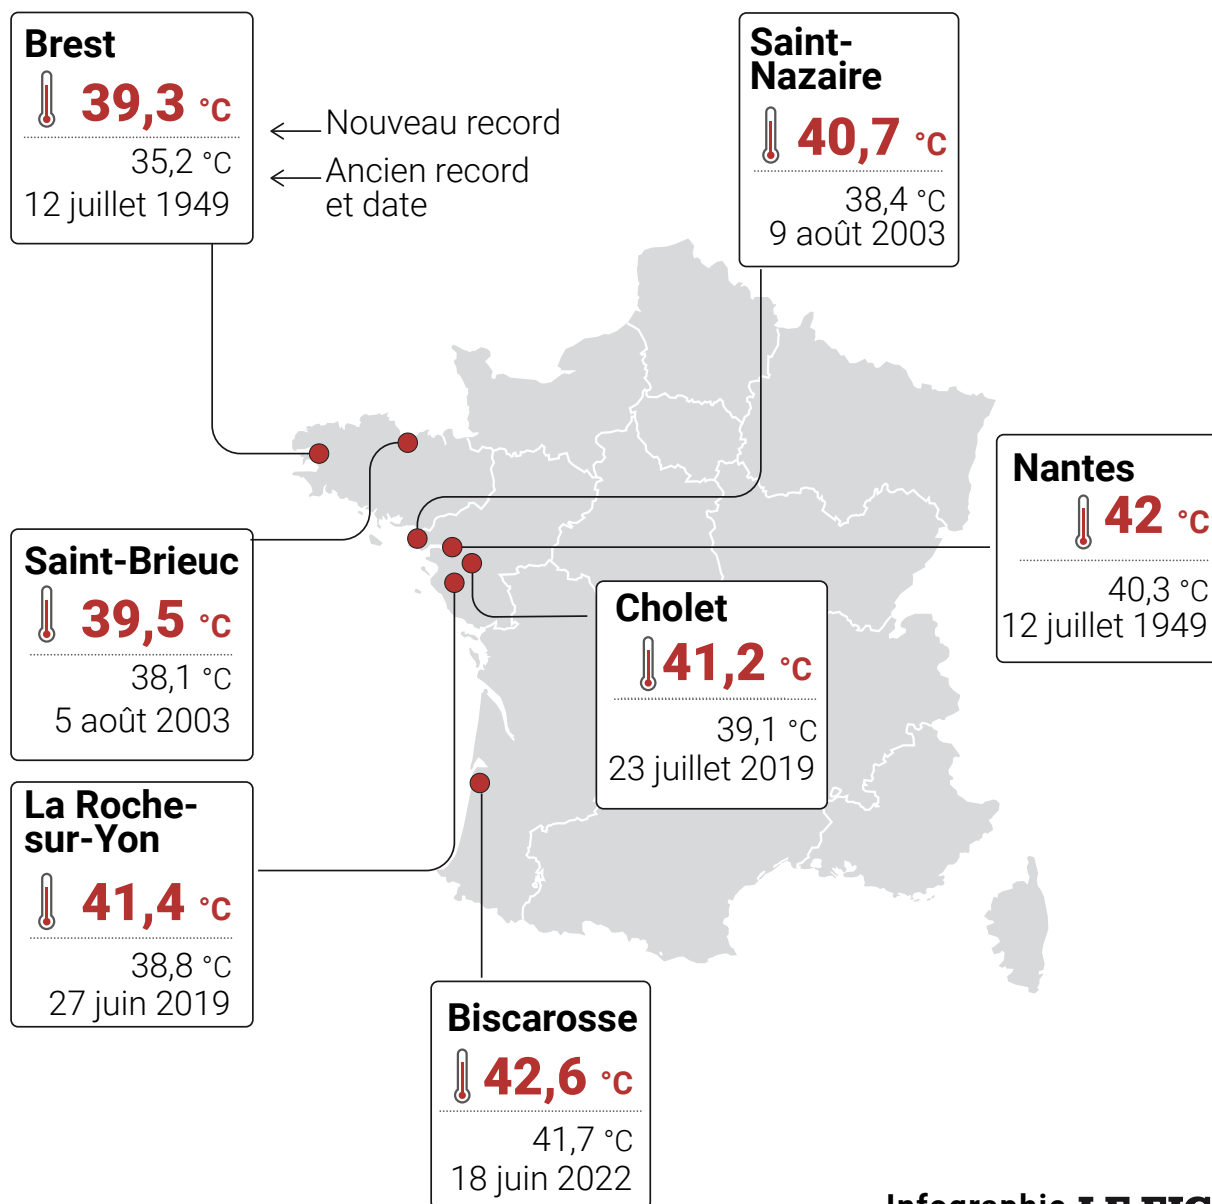 Brest
39,3 °C
35,2 °C
12 juillet 1949
Nouveau record
Ancien record
et date
Saint-
Nazaire
40,7 °C
38,4 °C
9 août 2003
Nantes
42 °C
40,3 °C
12 juillet 1949
Saint-Brieuc
39,5 °C
38,1 °C
5 août 2003
Cholet
41,2 °C
39,1 °C
23 juillet 2019
La Roche-
sur-Yon
41,4 °C
38,8 °C
27 juin 2019
Biscarosse
42,6 °C
41,7 °C
18 juin 2022
Infographie LE FIG